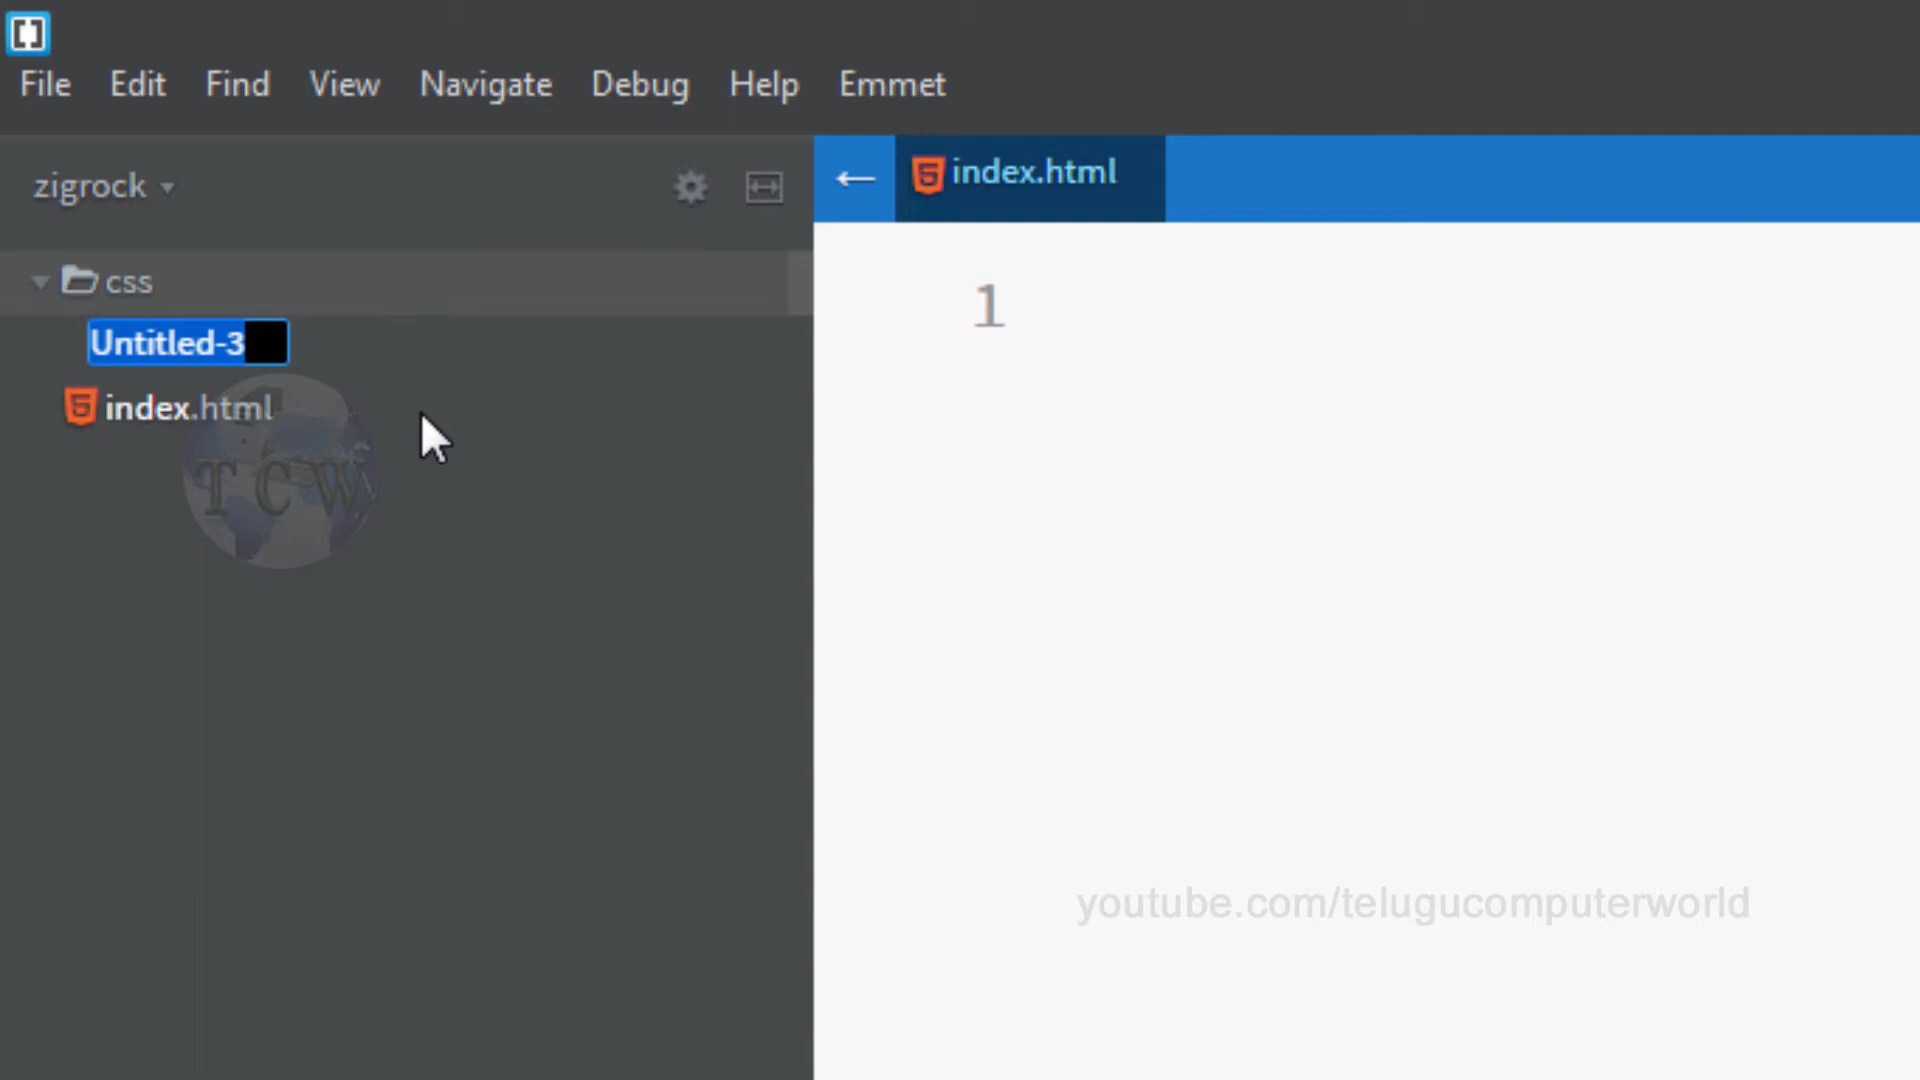 File Edit Find View Navigate Debug Help Emmet
zigrock
← index.html
css
1
Untitled-3
index.html
TCW
youtube.com/telugucomputerworld